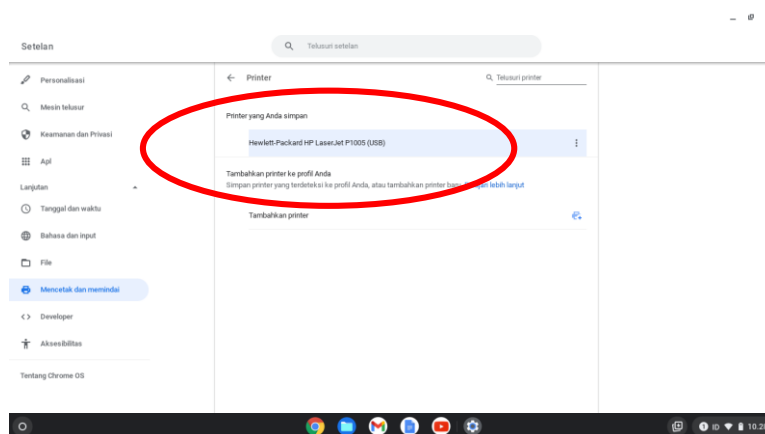 Setelan
Telusuri setelan
Personalisasi
Mesin telusur
Keamanan dan Privasi
Apl
Lanjutan
Tanggal dan waktu
Bahasa dan input
File
Mencetak dan memindai
Developer
Aksesibilitas
Tentang Chrome OS
Printer
Telusuri printer
Printer yang Anda simpan
Hewlett-Packard HP LaserJet P1005 (USB)
Tambahkan printer ke profil Anda
Simpan printer yang terdeteksi ke profil Anda, atau tambahkan printer baru. lebih lanjut
Tambahkan printer
1 ID